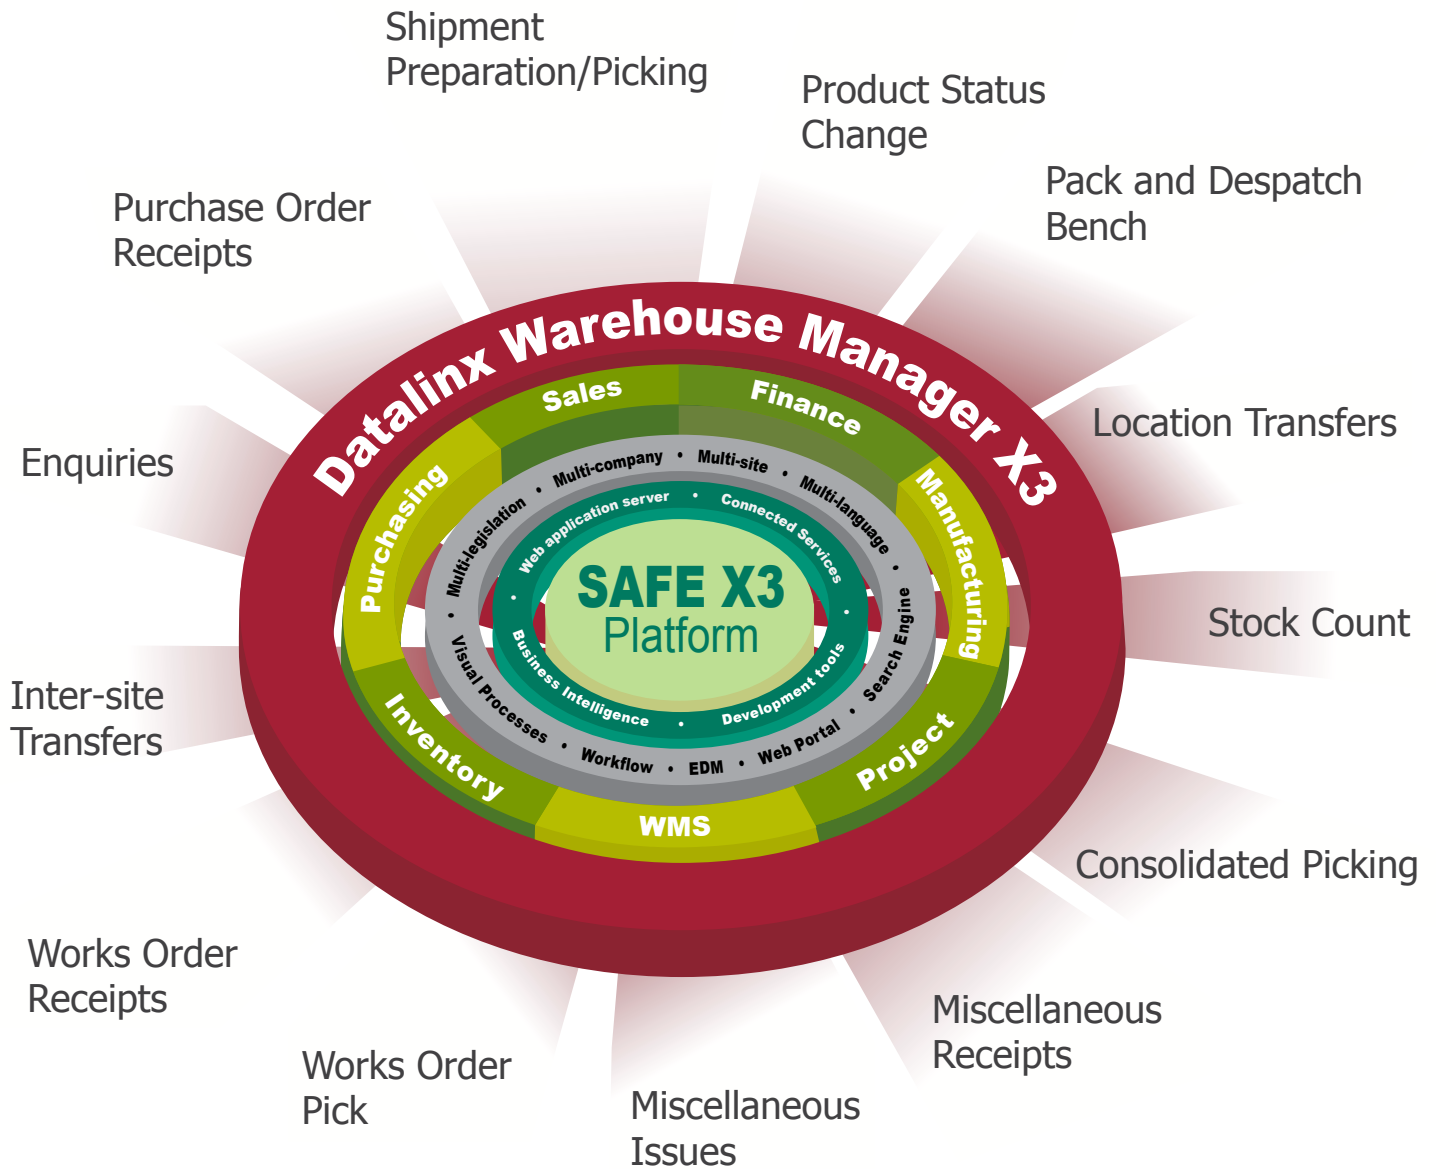 Shipment
Preparation/Picking
Product Status
Change
Pack and Despatch
Bench
Purchase Order
Receipts
Enquiries
Location Transfers
Stock Count
Inter-site
Transfers
Consolidated Picking
Works Order
Receipts
Miscellaneous
Receipts
Works Order
Pick
Miscellaneous
Issues
Datalinx Warehouse Manager X3
Sales
Finance
Purchasing
Manufacturing
Inventory
WMS
Project
Multi-legislation • Multi-company • Multi-site • Multi-language •
Search Engine
• Visual Processes • Workflow • EDM • Web Portal •
• Web application server • Connected Services •
Business Intelligence • Development tools
SAFE X3
Platform